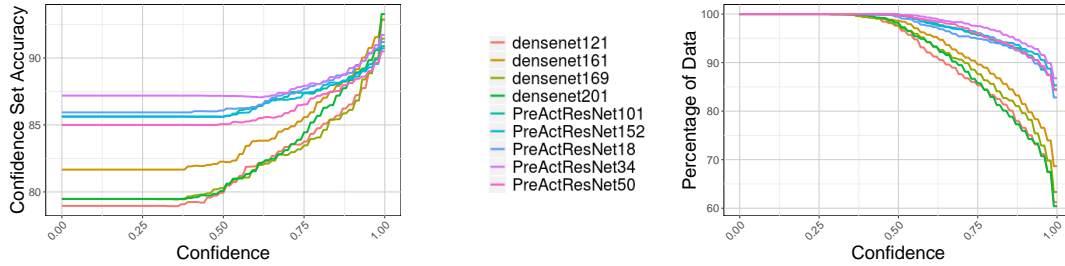 Confidence Set Accuracy
90
85
80
0.00
0.25
0.50
0.75
1.00
Confidence
densenet121
densenet161
densenet169
densenet201
PreActResNet101
PreActResNet152
PreActResNet18
PreActResNet34
PreActResNet50
Percentage of Data
100
90
80
70
60
0.00
0.25
0.50
0.75
1.00
Confidence